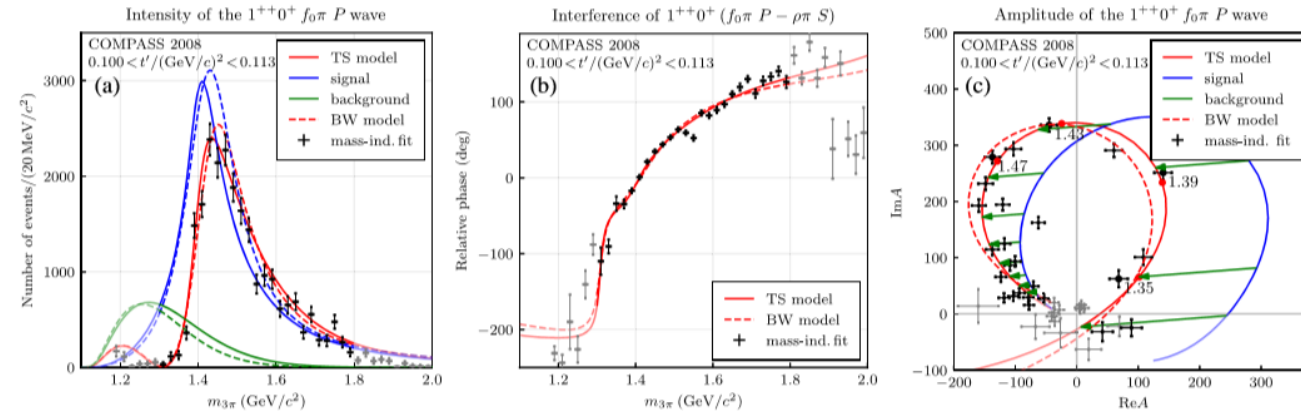 Intensity of the 1⁺⁺0⁺ f₀π P wave
COMPASS 2008
0.100 < t′/(GeV/c)² < 0.113
(a)
TS model
signal
background
BW model
mass-ind. fit
Number of events/(20 MeV/c²)
3000
2000
1000
0
1.2
1.4
1.6
1.8
2.0
m₃π (GeV/c²)
Interference of 1⁺⁺0⁺ (f₀π P − ρπ S)
COMPASS 2008
0.100 < t′/(GeV/c)² < 0.113
(b)
Relative phase (deg)
100
0
−100
−200
TS model
BW model
mass-ind. fit
1.2
1.4
1.6
1.8
2.0
m₃π (GeV/c²)
Amplitude of the 1⁺⁺0⁺ f₀π P wave
COMPASS 2008
0.100 < t′/(GeV/c)² < 0.113
(c)
TS model
signal
background
BW model
mass-ind. fit
ImA
500
400
300
200
100
0
−100
1.43
1.47
1.39
1.35
−200
−100
0
100
200
300
ReA